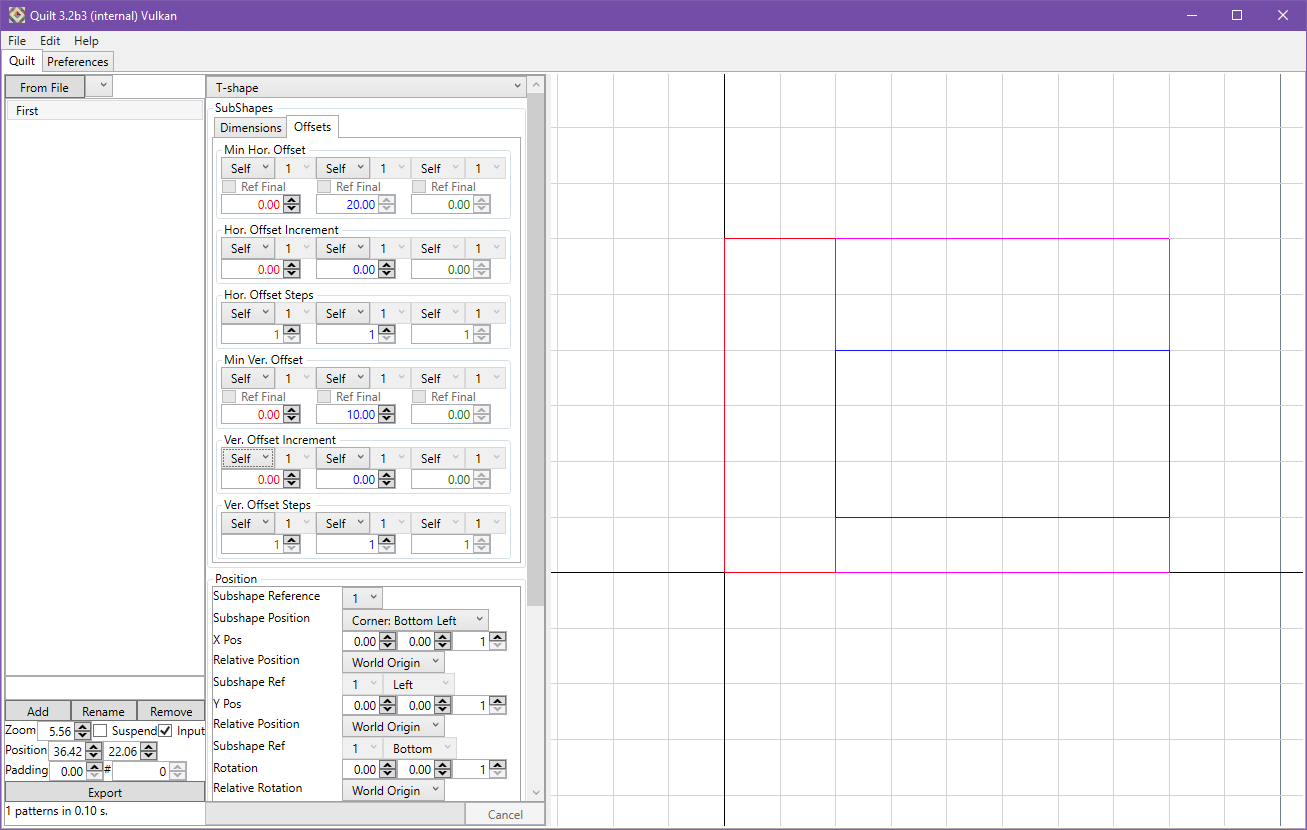 Quilt 3.2b3 (internal) Vulkan
File Edit Help
Quilt Preferences
From File
First
T-shape
SubShapes
Dimensions Offsets
Min Hor. Offset
Self 1 Self 1 Self 1
Ref Final Ref Final Ref Final
0.00 20.00 0.00
Hor. Offset Increment
Self 1 Self 1 Self 1
0.00 0.00 0.00
Hor. Offset Steps
Self 1 Self 1 Self 1
1 1 1
Min Ver. Offset
Self 1 Self 1 Self 1
Ref Final Ref Final Ref Final
0.00 10.00 0.00
Ver. Offset Increment
Self 1 Self 1 Self 1
0.00 0.00 0.00
Ver. Offset Steps
Self 1 Self 1 Self 1
1 1 1
Position
Subshape Reference 1
Subshape Position Corner: Bottom Left
X Pos 0.00 0.00 1
Relative Position World Origin
Subshape Ref 1 Left
Y Pos 0.00 0.00 1
Relative Position World Origin
Subshape Ref 1 Bottom
Rotation 0.00 0.00 1
Relative Rotation World Origin
Cancel
Add Rename Remove
Zoom 5.56 Suspend Input
Position 36.42 22.06
Padding 0.00 # 0
Export
1 patterns in 0.10 s.